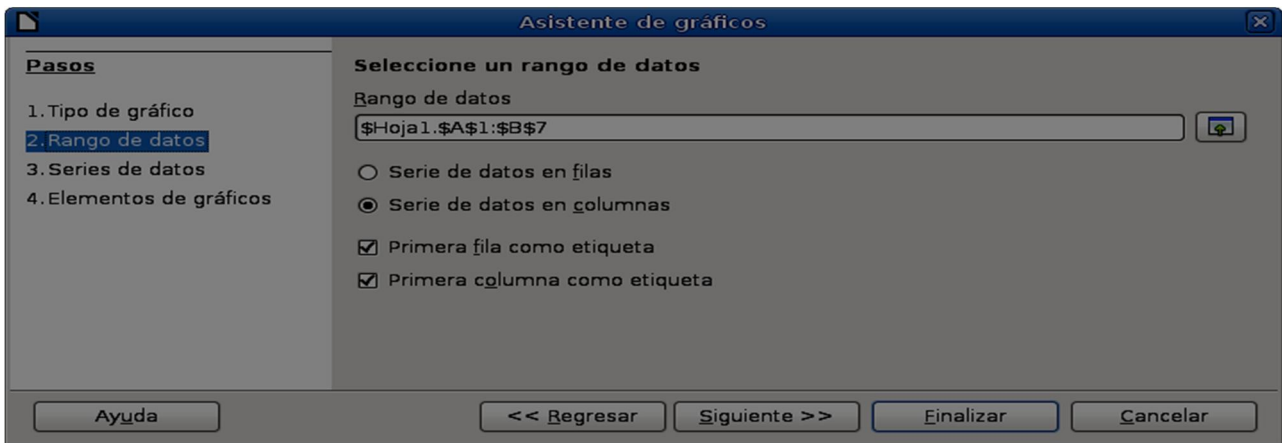 Asistente de gráficos
Pasos
1. Tipo de gráfico
2. Rango de datos
3. Series de datos
4. Elementos de gráficos
Seleccione un rango de datos
Rango de datos
$Hoja1.$A$1:$B$7
Serie de datos en filas
Serie de datos en columnas
Primera fila como etiqueta
Primera columna como etiqueta
Ayuda
<< Regresar
Siguiente >>
Finalizar
Cancelar